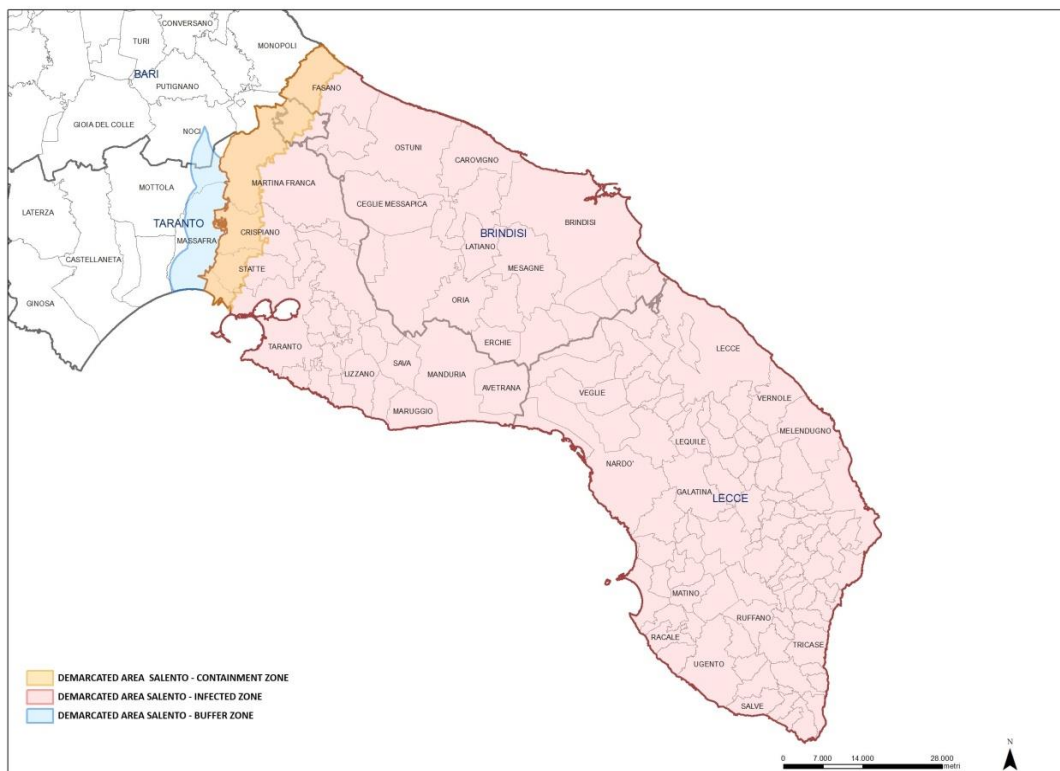 CONVERSANO
TURI
MONOPOLI
BARI
PUTIGNANO
FASANO
GIOIA DEL COLLE
NOCI
OSTUNI
CAROVIGNO
MOTTOLA
MARTINA FRANCA
CEGLIE MESSAPICA
LATERZA
TARANTO
BRINDISI
BRINDISI
CRISPIANO
MASSAFRA
LATIANO
CASTELLANETA
STATTE
MESAGNE
GINOSA
ORIA
ERCHIE
TARANTO
LECCE
SAVA
LIZZANO
MANDURIA
AVETRANA
VEGLIE
VERNOLE
MARUGGIO
MELENDUGNO
LEQUILE
NARDO'
GALATINA
LECCE
MATINO
RUFFANO
RACALE
TRICASE
UGENTO
SALVE
DEMARCATED AREA SALENTO - CONTAINMENT ZONE
DEMARCATED AREA SALENTO - INFECTED ZONE
DEMARCATED AREA SALENTO - BUFFER ZONE
N
0 7.000 14.000 28.000
metri